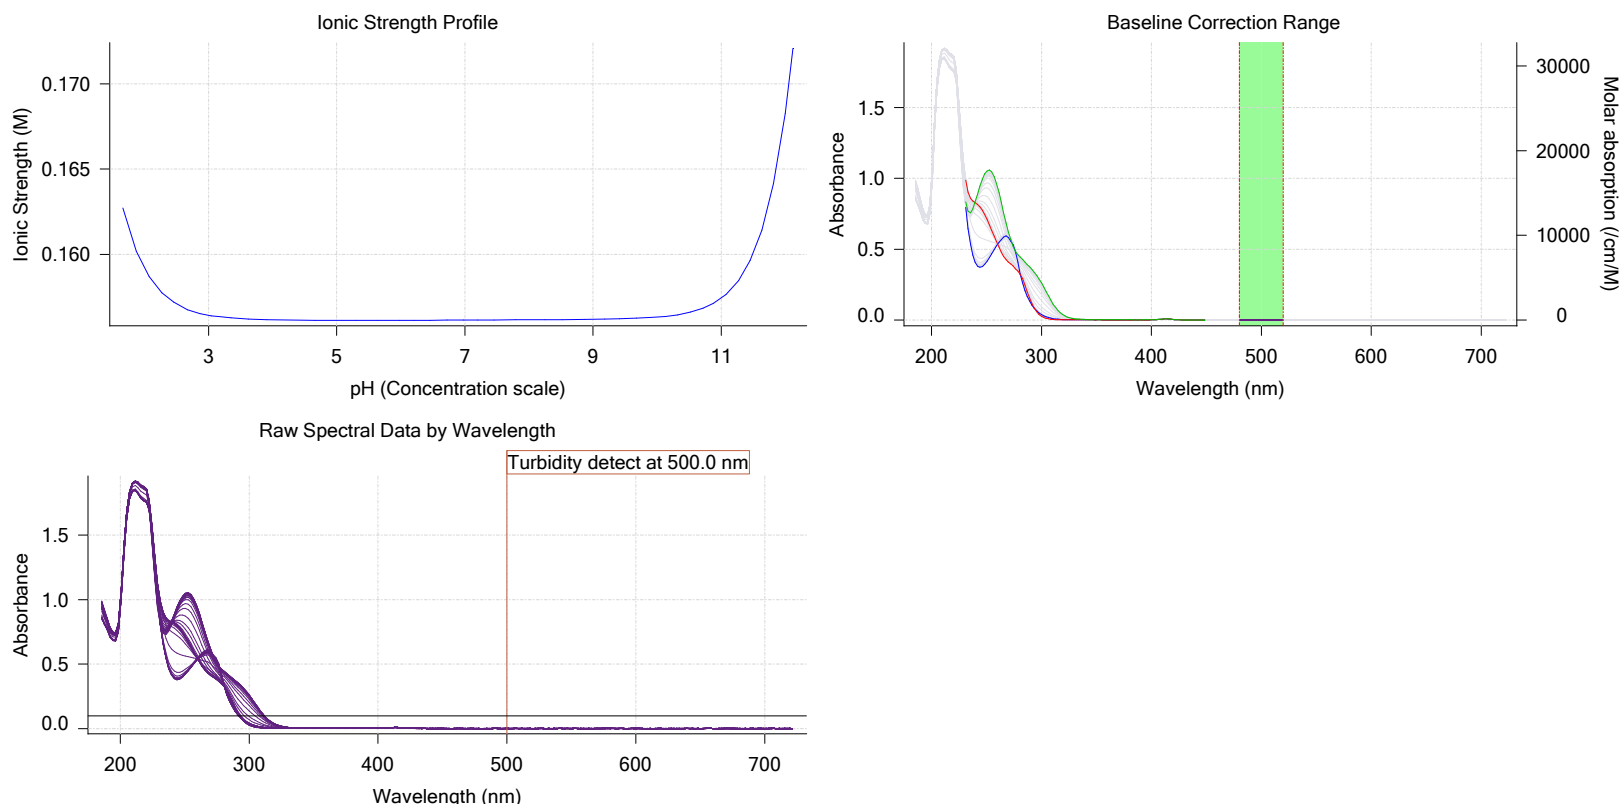 Ionic Strength Profile
Ionic Strength (M)
0.170
0.165
0.160
3 5 7 9 11
pH (Concentration scale)
Baseline Correction Range
Absorbance
1.5
1.0
0.5
0.0
30000
20000
10000
0
Molar absorption (/cm/M)
200 300 400 500 600 700
Wavelength (nm)
Raw Spectral Data by Wavelength
Turbidity detect at 500.0 nm
Absorbance
1.5
1.0
0.5
0.0
200 300 400 500 600 700
Wavelength (nm)